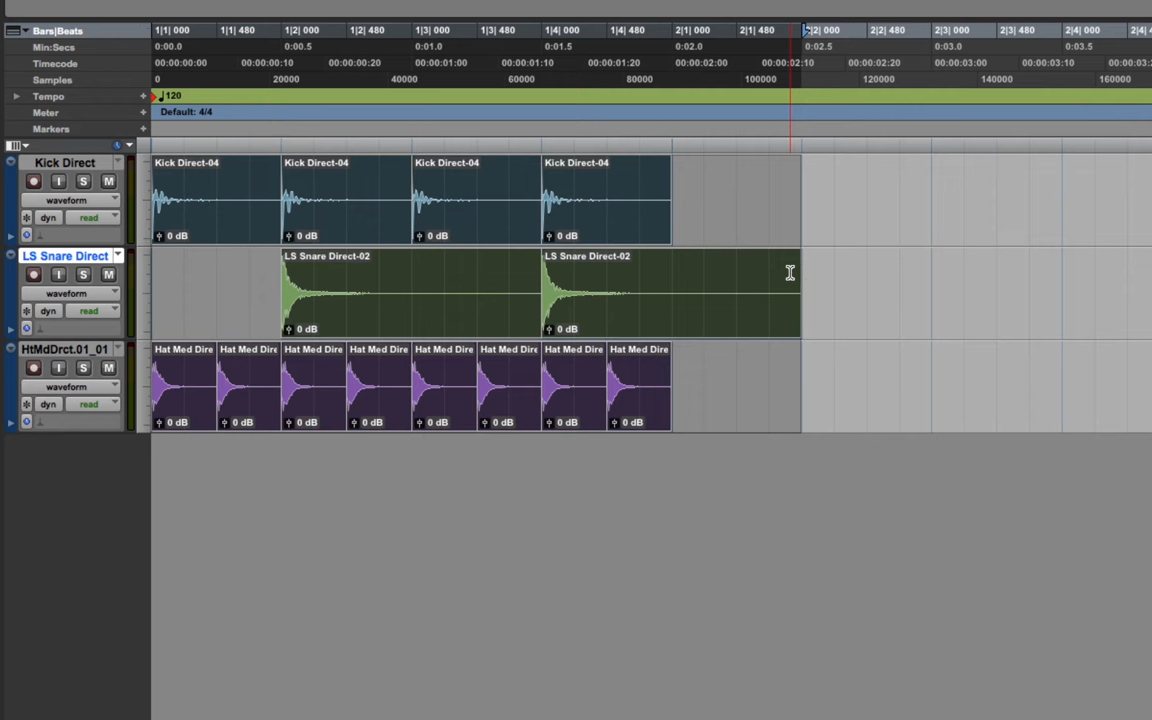 Bars|Beats 1|1| 000 1|1| 480 1|2| 000 1|2| 480 1|3| 000 1|3| 480 1|4| 000 1|4| 480 2|1| 000 2|1| 480 2|2| 000 2|2| 480 2|3| 000 2|3| 480 2|4| 000 2|4| 4
Min:Secs 0:00.0 0:00.5 0:01.0 0:01.5 0:02.0 0:02.5 0:03.0 0:03.5
Timecode 00:00:00:00 00:00:00:10 00:00:00:20 00:00:01:00 00:00:01:10 00:00:01:20 00:00:02:00 00:00:02:10 00:00:02:20 00:00:03:00 00:00:03:10 00:00:03:2
Samples 0 20000 40000 60000 80000 100000 120000 140000 160000
Tempo + 120
Meter + Default: 4/4
Markers +
Kick Direct Kick Direct-04 Kick Direct-04 Kick Direct-04 Kick Direct-04
I S M
waveform
dyn read
0 dB 0 dB 0 dB 0 dB
LS Snare Direct LS Snare Direct-02 LS Snare Direct-02
I S M
waveform
dyn read
0 dB 0 dB
HtMdDrct.01_01 Hat Med Dire Hat Med Dire Hat Med Dire Hat Med Dire Hat Med Dire Hat Med Dire Hat Med Dire Hat Med Dire
I S M
waveform
dyn read
0 dB 0 dB 0 dB 0 dB 0 dB 0 dB 0 dB 0 dB